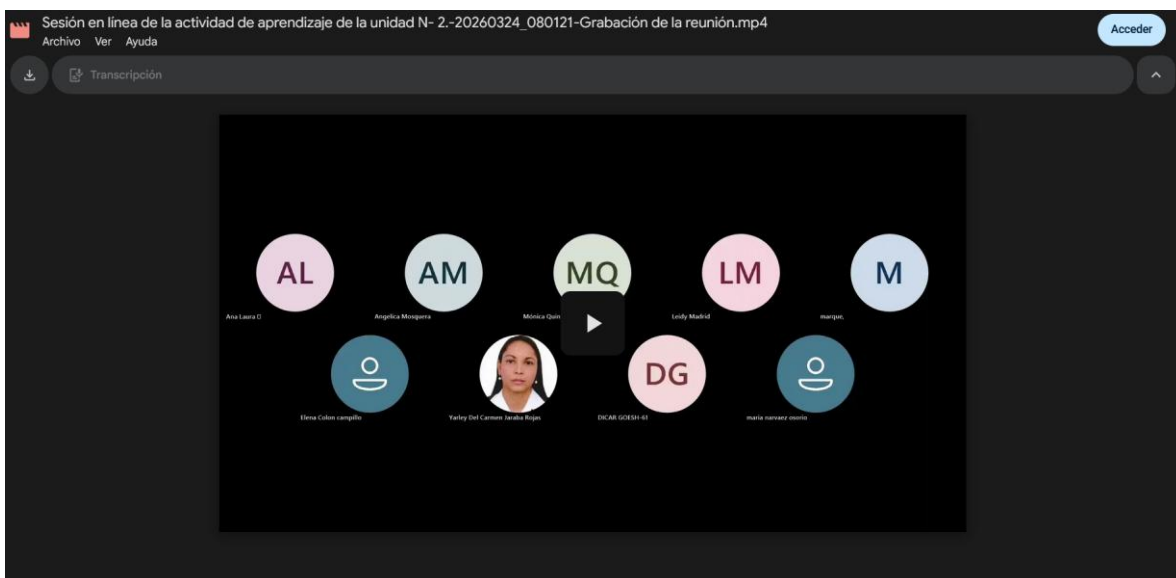 Sesión en línea de la actividad de aprendizaje de la unidad N- 2.-20260324_080121-Grabación de la reunión.mp4
Archivo Ver Ayuda
Acceder
Transcripción
AL
AM
MQ
LM
M
Ana Laura O
Angelica Mosquera
Mónica Quin
Leidy Madrid
marque,
DG
Elena Colon campillo
Yarley Del Carmen Jaraba Rojas
DICAR GOESH-61
maria narvaez osorio